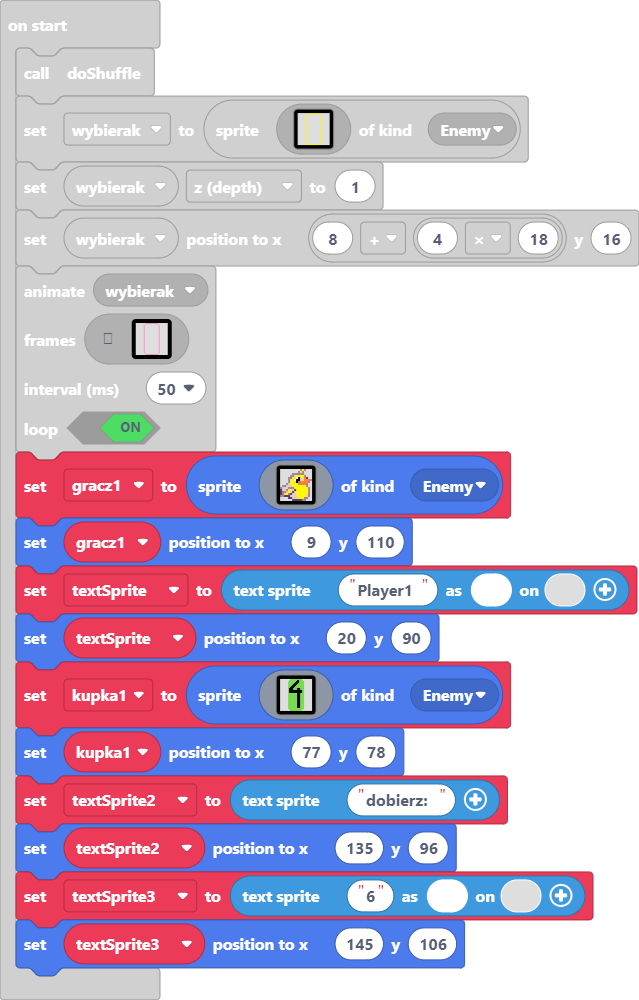 on start
call doShuffle
set wybierak to sprite of kind Enemy
set wybierak z (depth) to 1
set wybierak position to x 8 + 4 × 18 y 16
animate wybierak
frames
interval (ms) 50
loop ON
set gracz1 to sprite of kind Enemy
set gracz1 position to x 9 y 110
set textSprite to text sprite "Player1 " as on
set textSprite position to x 20 y 90
set kupka1 to sprite 4 of kind Enemy
set kupka1 position to x 77 y 78
set textSprite2 to text sprite "dobierz: "
set textSprite2 position to x 135 y 96
set textSprite3 to text sprite "6" as on
set textSprite3 position to x 145 y 106